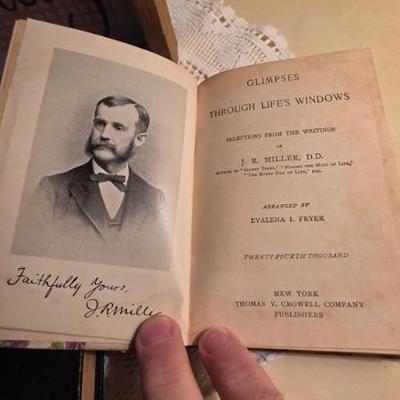 Faithfully Yours,
J.R. Miller
GLIMPSES
THROUGH LIFE'S WINDOWS
SELECTIONS FROM THE WRITINGS
OF
J. R. MILLER, D.D.
AUTHOR OF "SILENT TIMES," "MAKING THE MOST OF LIFE,"
"THE EVERY DAY OF LIFE," ETC.
ARRANGED BY
EVALENA I. FRYER
TWENTY-FOURTH THOUSAND
NEW YORK
THOMAS Y. CROWELL COMPANY
PUBLISHERS